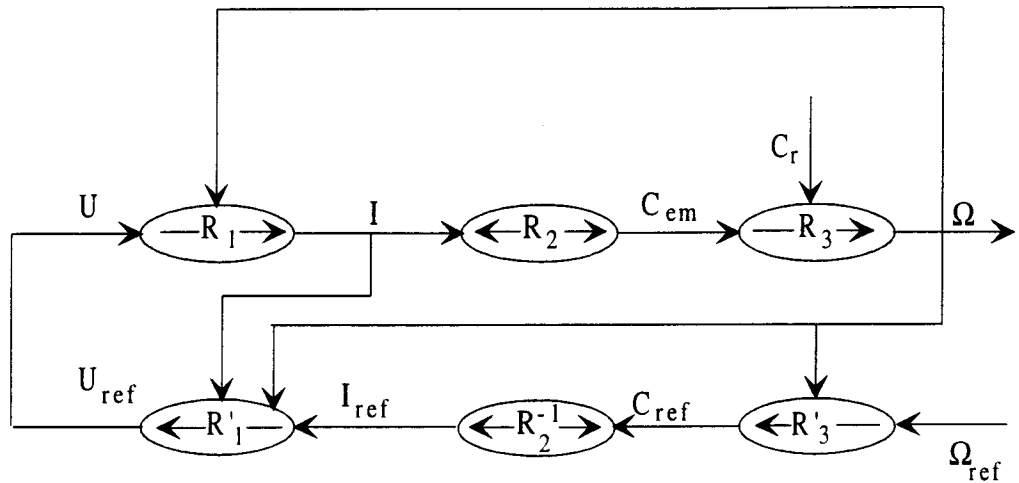 C_r
U
R_1
I
R_2
C_em
R_3
Ω
U_ref
R'_1
I_ref
R_2^-1
C_ref
R'_3
Ω_ref